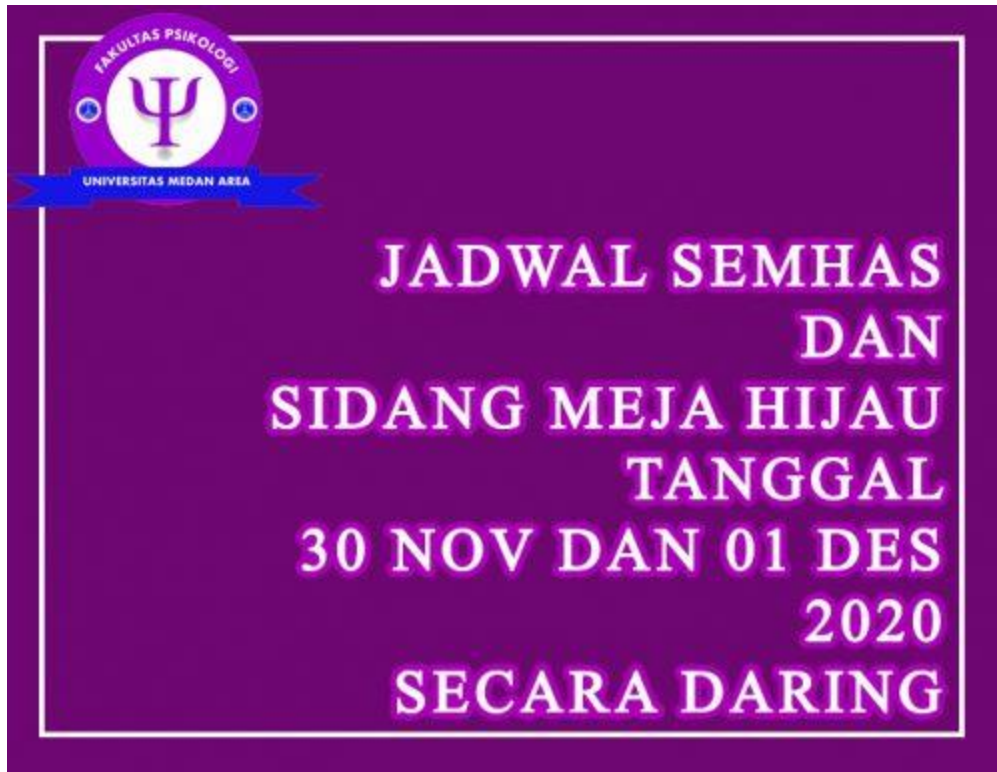 FAKULTAS PSIKOLOGI
Ψ
UNIVERSITAS MEDAN AREA
JADWAL SEMHAS
DAN
SIDANG MEJA HIJAU
TANGGAL
30 NOV DAN 01 DES
2020
SECARA DARING